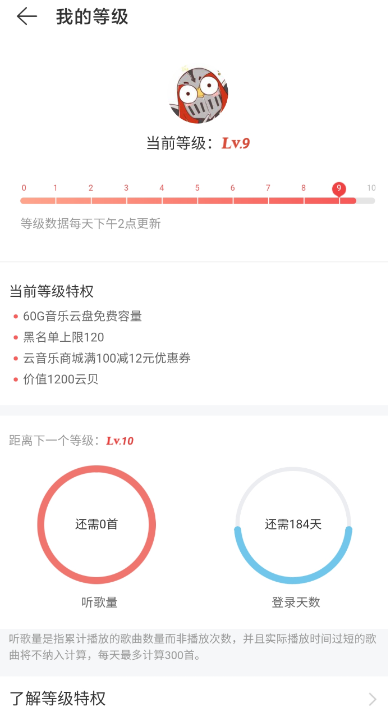 我的等级
当前等级：Lv.9
0 1 2 3 4 5 6 7 8 9 10
等级数据每天下午2点更新
当前等级特权
60G音乐云盘免费容量
黑名单上限120
云音乐商城满100减12元优惠券
价值1200云贝
距离下一个等级：Lv.10
还需0首 还需184天
听歌量 登录天数
听歌量是指累计播放的歌曲数量而非播放次数，并且实际播放时间过短的歌
曲将不纳入计算，每天最多计算300首。
了解等级特权